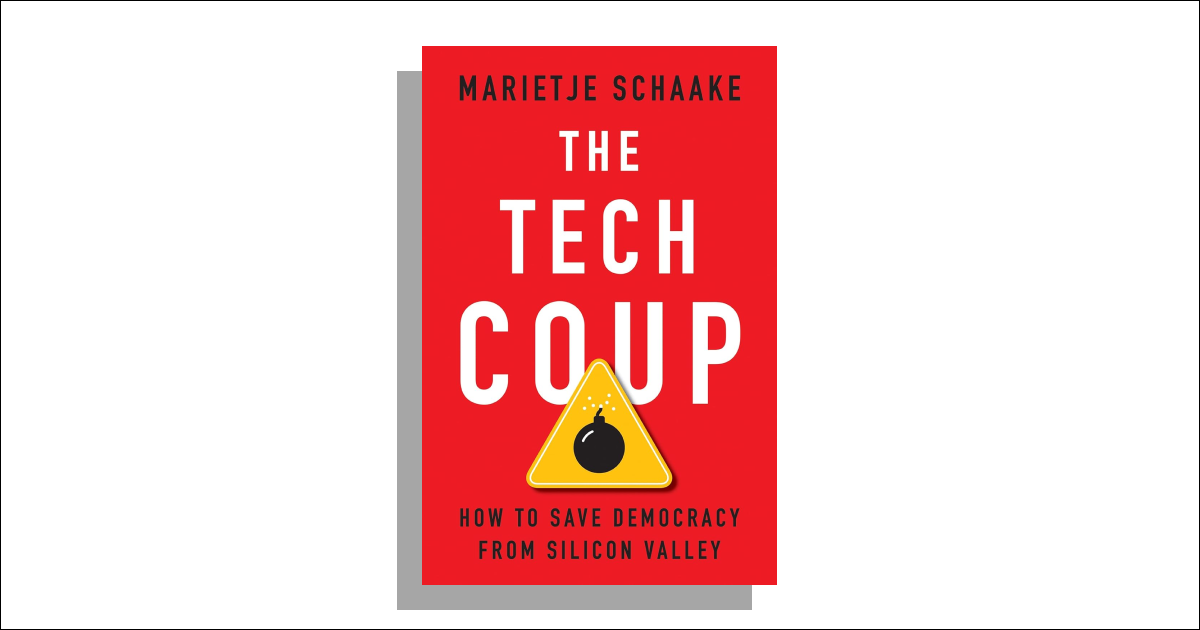 MARIETJE SCHAAKE
THE
TECH
COUP
HOW TO SAVE DEMOCRACY
FROM SILICON VALLEY